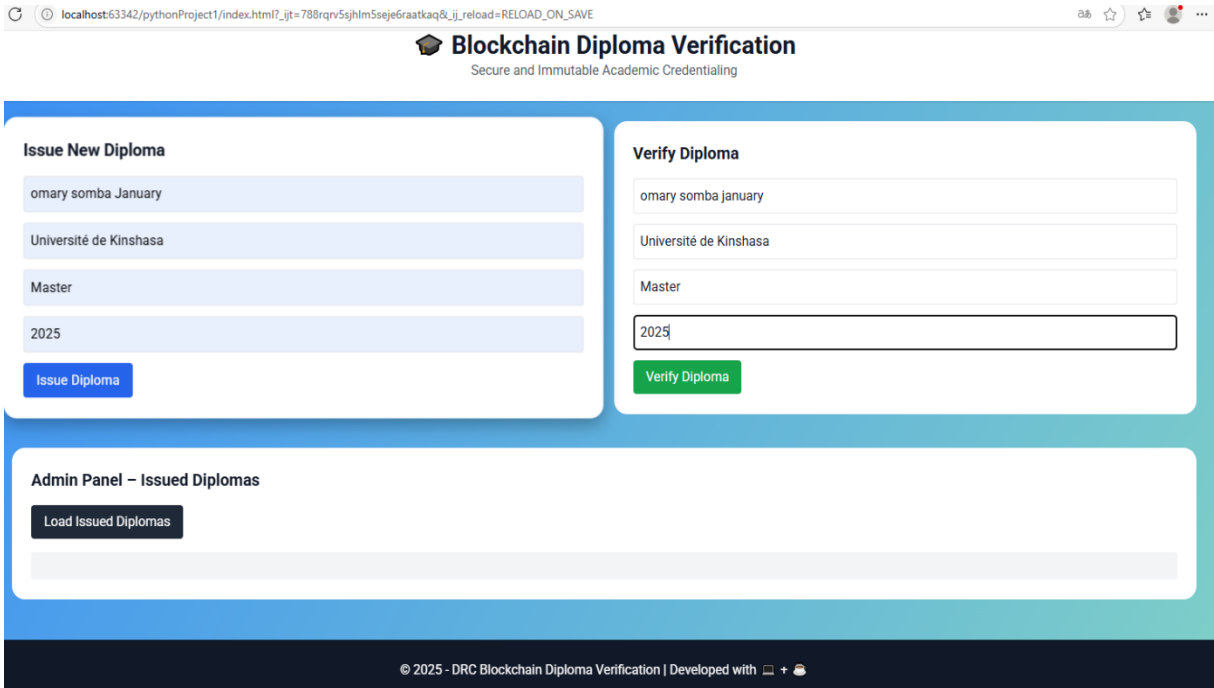 localhost:63342/pythonProject1/index.html?_ijt=788rqrv5sjhlm5seje6raatkaq&_ij_reload=RELOAD_ON_SAVE
🎓 Blockchain Diploma Verification
Secure and Immutable Academic Credentialing
Issue New Diploma
omary somba January
Université de Kinshasa
Master
2025
Issue Diploma
Verify Diploma
omary somba january
Université de Kinshasa
Master
2025
Verify Diploma
Admin Panel – Issued Diplomas
Load Issued Diplomas
© 2025 - DRC Blockchain Diploma Verification | Developed with 💻 + ☕